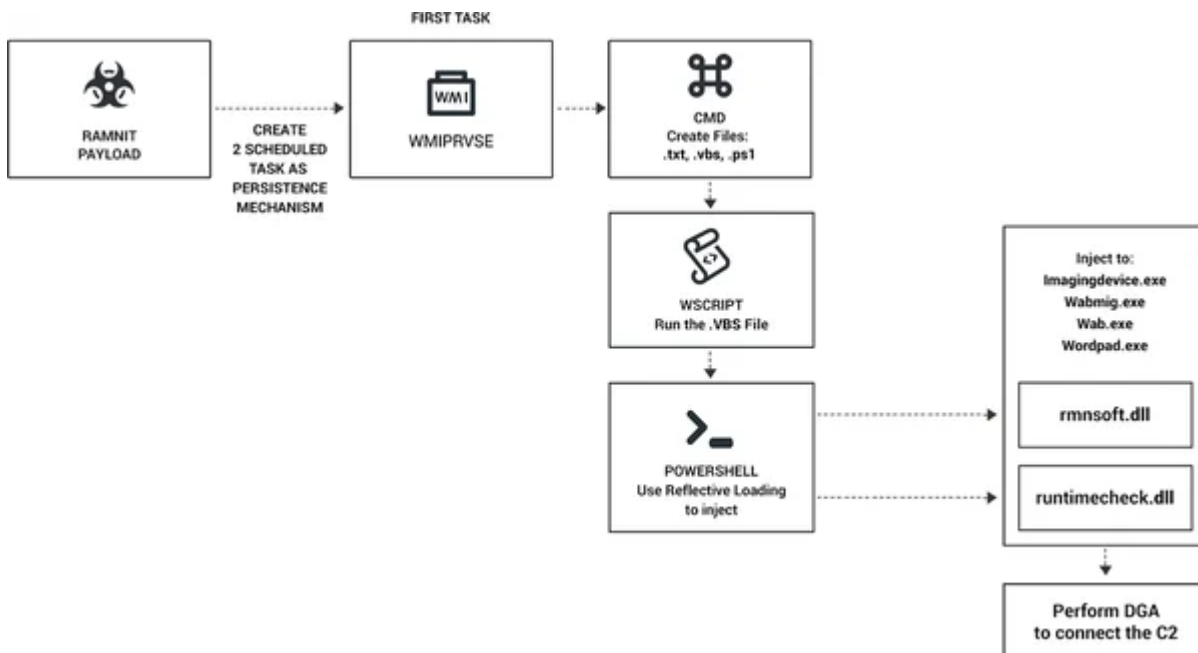 FIRST TASK
RAMNIT
PAYLOAD
CREATE
2 SCHEDULED
TASK AS
PERSISTENCE
MECHANISM
WMI
WMIPRVSE
CMD
Create Files:
.txt, .vbs, .ps1
WSCRIPT
Run the .VBS File
POWERSHELL
Use Reflective Loading
to inject
Inject to:
Imagingdevice.exe
Wabmig.exe
Wab.exe
Wordpad.exe
rmnsoft.dll
runtimecheck.dll
Perform DGA
to connect the C2